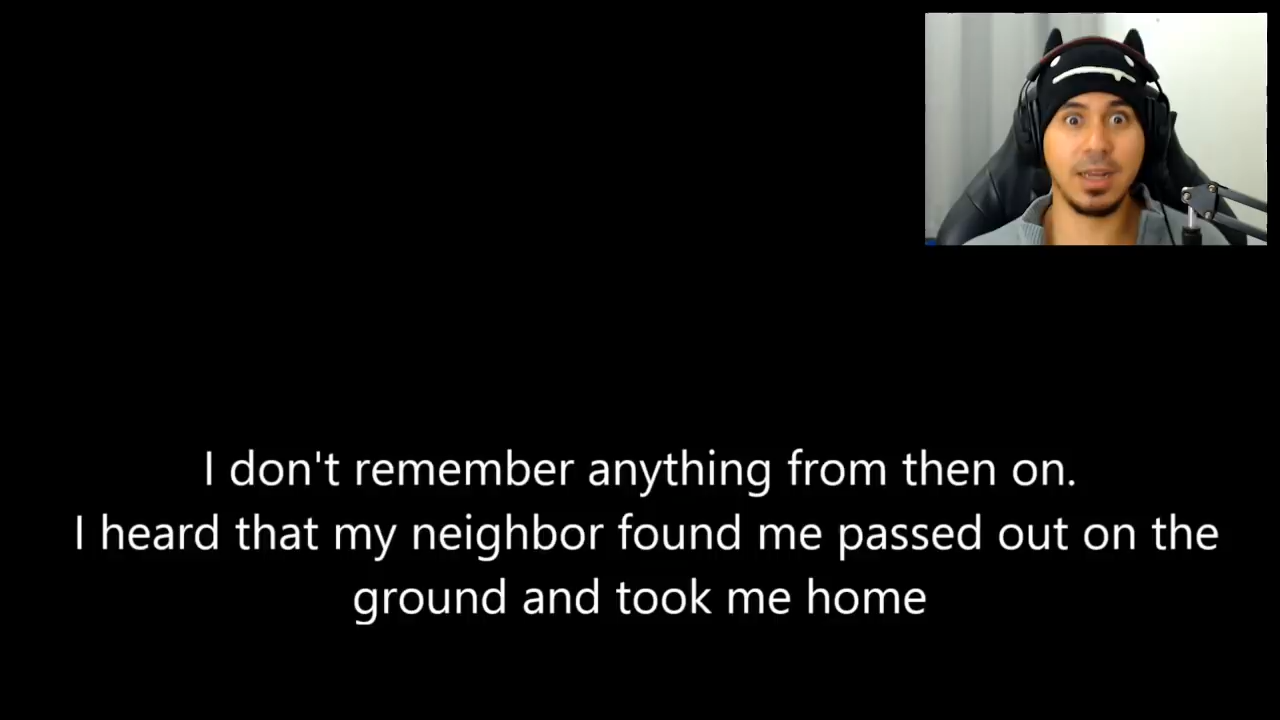 I don't remember anything from then on.
I heard that my neighbor found me passed out on the
ground and took me home